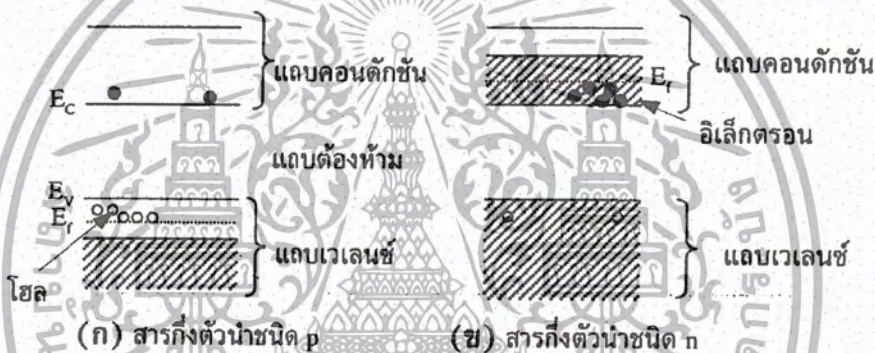 แถบคอนดักชัน
E_C
แถบต้องห้าม
E_v
E_f
แถบเวเลนซ์
โฮล
(ก) สารกึ่งตัวนำชนิด p
แถบคอนดักชัน
E_f
อิเล็กตรอน
แถบเวเลนซ์
(ข) สารกึ่งตัวนำชนิด n